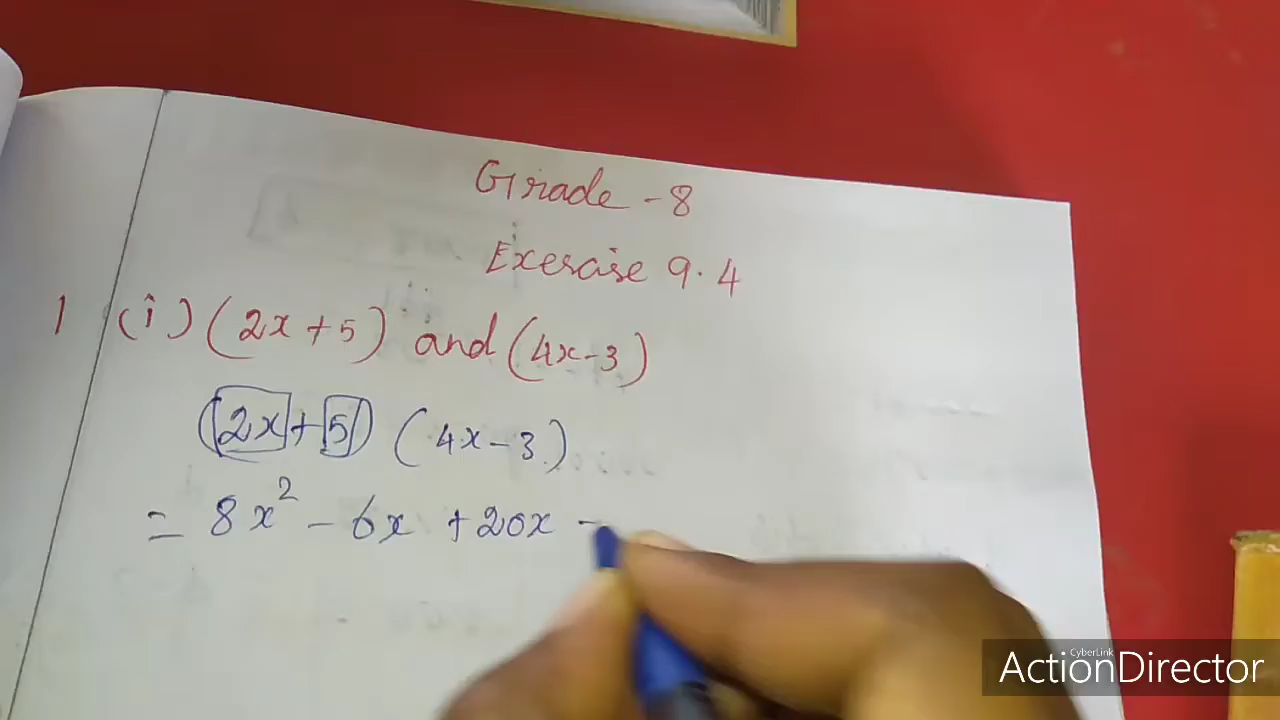 Grade - 8
Exercise 9.4
1 (i) (2x+5) and (4x-3)
(2x+5) (4x-3)
= 8x² - 6x +20x -
CyberLink
ActionDirector